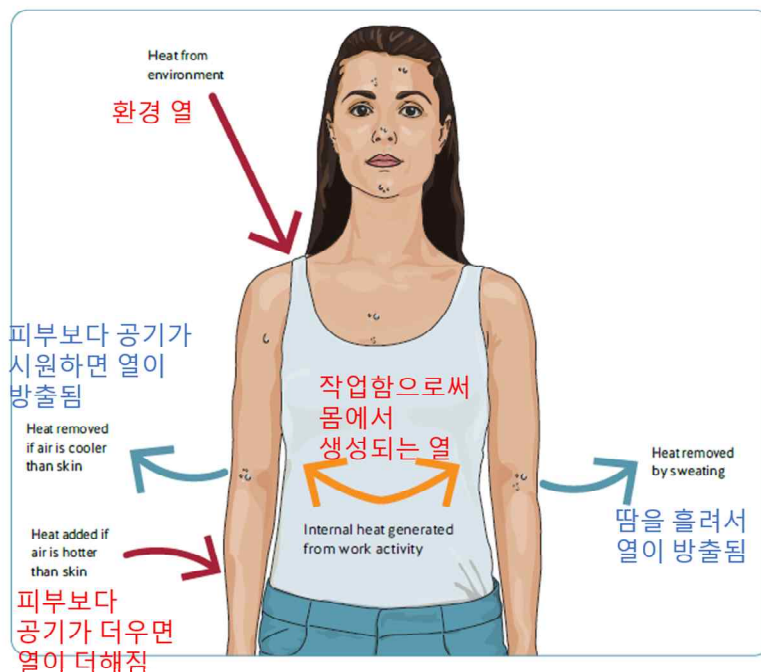 Heat from
environment
환경 열
피부보다 공기가
시원하면 열이
방출됨
Heat removed
if air is cooler
than skin
작업함으로써
몸에서
생성되는 열
Internal heat generated
from work activity
Heat removed
by sweating
땀을 흘려서
열이 방출됨
Heat added if
air is hotter
than skin
피부보다
공기가 더우면
열이 더해짐